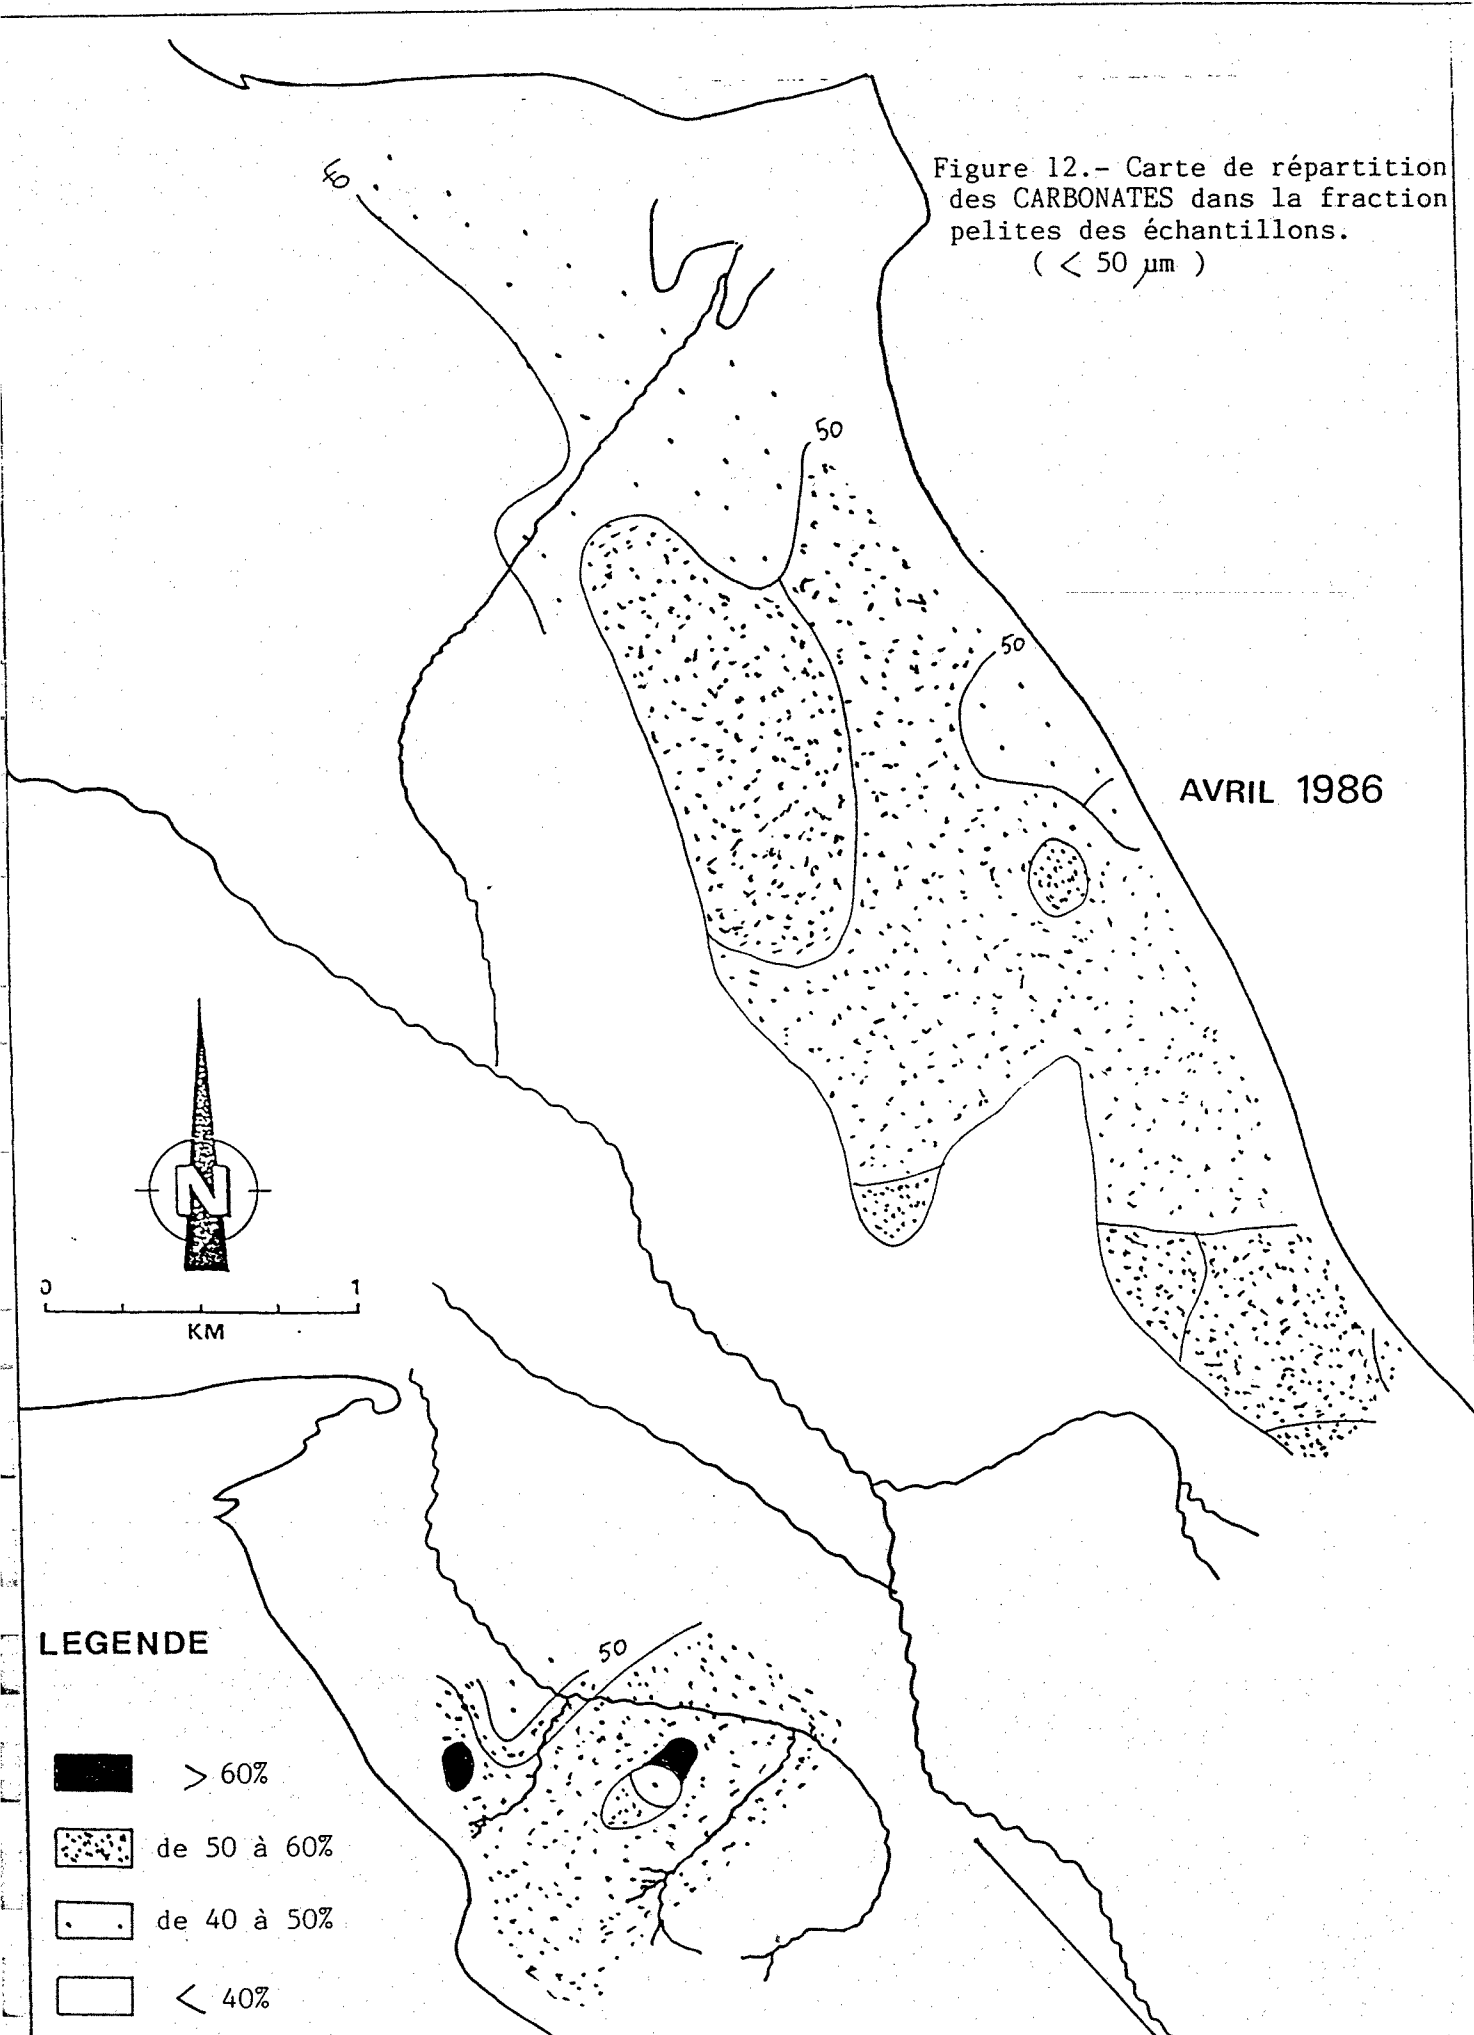 Figure 12.- Carte de répartition
des CARBONATES dans la fraction
pelites des échantillons.
( < 50 µm )
40
50
50
AVRIL 1986
N
0 1
KM
LEGENDE
50
> 60%
de 50 à 60%
de 40 à 50%
< 40%